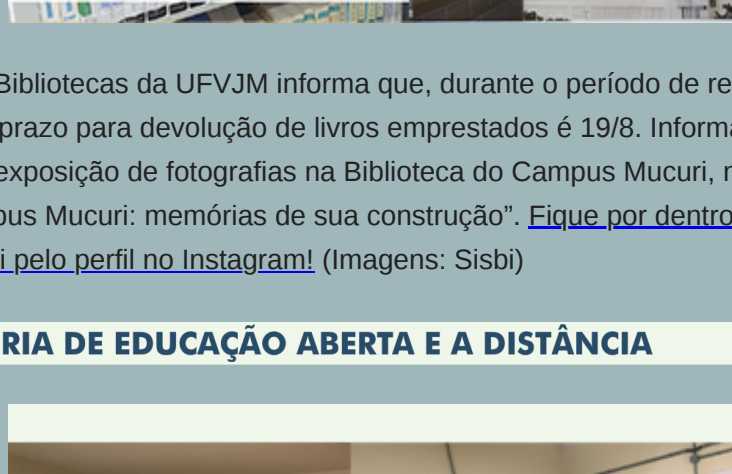 Bibliotecas da UFVJM informa que, durante o período de re
prazo para devolução de livros emprestados é 19/8. Informa
exposição de fotografias na Biblioteca do Campus Mucuri,
pus Mucuri: memórias de sua construção”. Fique por dentro
i pelo perfil no Instagram! (Imagens: Sisbi)
RIA DE EDUCAÇÃO ABERTA E A DISTÂNCIA